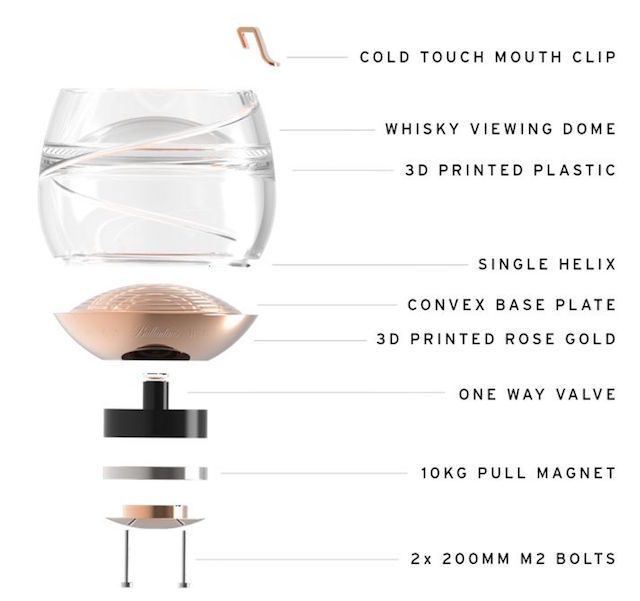 COLD TOUCH MOUTH CLIP
WHISKY VIEWING DOME
3D PRINTED PLASTIC
SINGLE HELIX
CONVEX BASE PLATE
Ballantine's
3D PRINTED ROSE GOLD
ONE WAY VALVE
10KG PULL MAGNET
2x 200MM M2 BOLTS